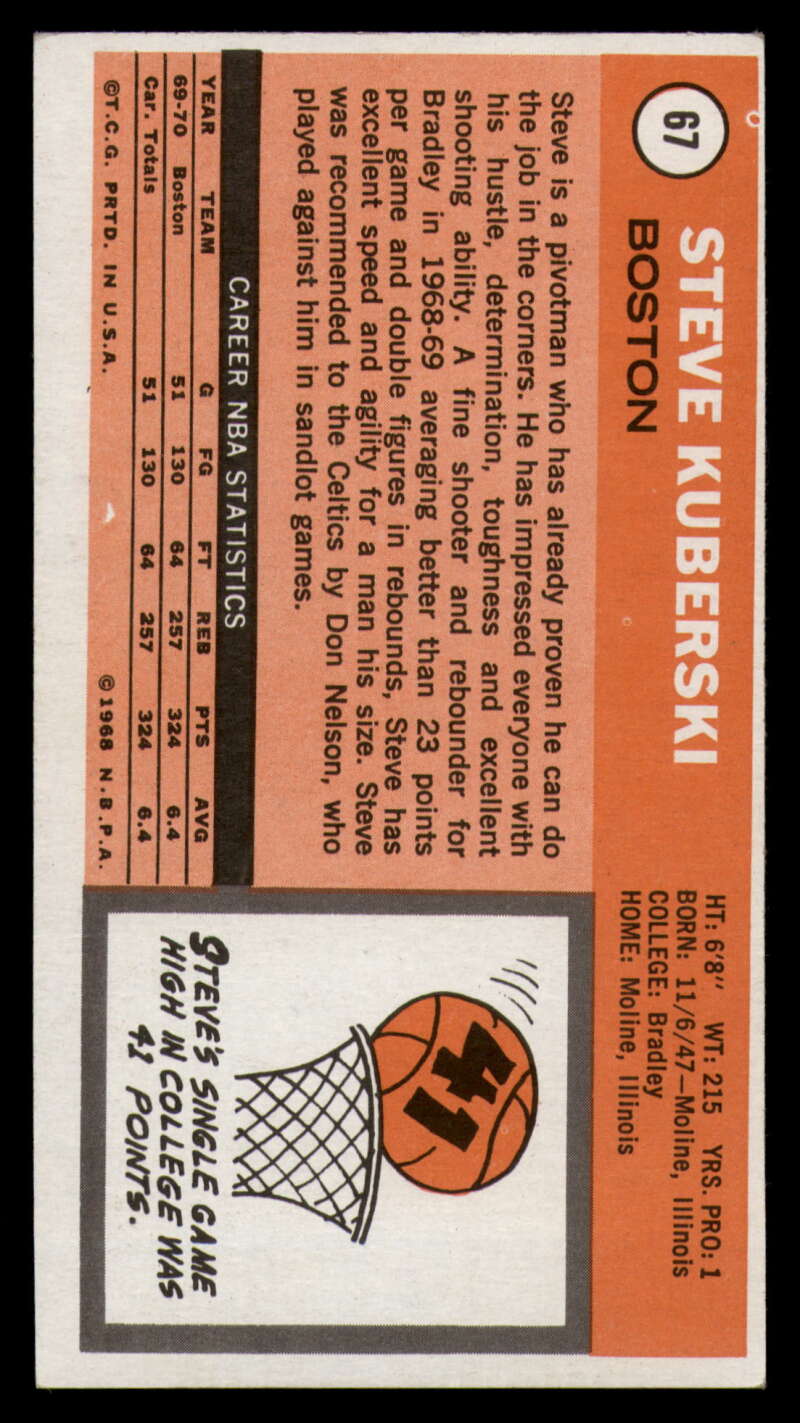 67
STEVE KUBERSKI
BOSTON
HT: 6'8" WT: 215 YRS. PRO: 1
BORN: 11/6/47—Moline, Illinois
COLLEGE: Bradley
HOME: Moline, Illinois
Steve is a pivotman who has already proven he can do
the job in the corners. He has impressed everyone with
his hustle, determination, toughness and excellent
shooting ability. A fine shooter and rebounder for
Bradley in 1968-69 averaging better than 23 points
per game and double figures in rebounds, Steve has
excellent speed and agility for a man his size. Steve
was recommended to the Celtics by Don Nelson, who
played against him in sandlot games.
CAREER NBA STATISTICS
YEAR TEAM G FG FT REB PTS AVG
69-70 Boston 51 130 64 257 324 6.4
Car. Totals 51 130 64 257 324 6.4
©T.C.G. PRTD. IN U.S.A. ©1968 N.B.P.A.
41
STEVE'S SINGLE GAME
HIGH IN COLLEGE WAS
41 POINTS.